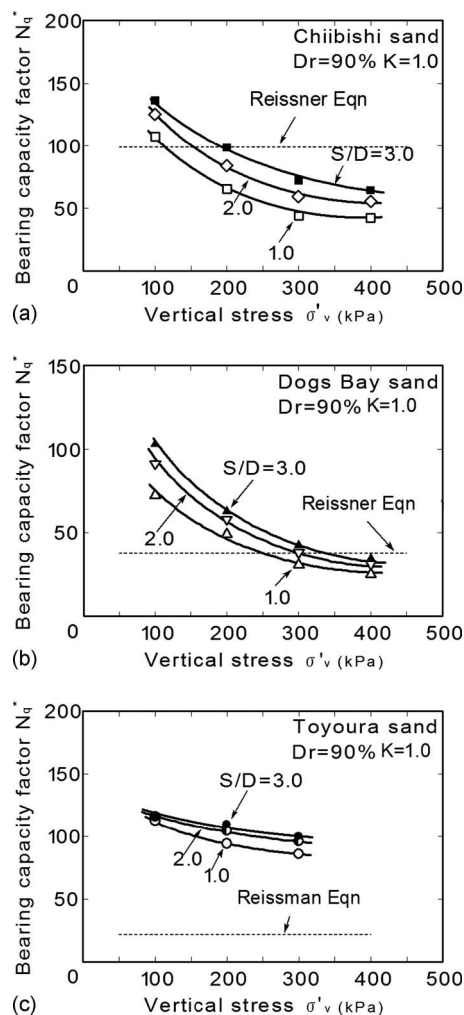 200
Chiibishi sand
Dr=90% K=1.0
150
Reissner Eqn
100
S/D=3.0
50
2.0
1.0
0
100 200 300 400 500
Bearing capacity factor Nq*
(a)
Vertical stress σ'v (kPa)
150
Dogs Bay sand
Dr=90% K=1.0
100
S/D=3.0
Reissner Eqn
50
2.0
1.0
0
100 200 300 400 500
Bearing capacity factor Nq*
(b)
Vertical stress σ'v (kPa)
200
Toyoura sand
Dr=90% K=1.0
150
S/D=3.0
100
2.0
1.0
50
Reissman Eqn
0
100 200 300 400 500
Bearing capacity factor Nq*
(c)
Vertical stress σ'v (kPa)